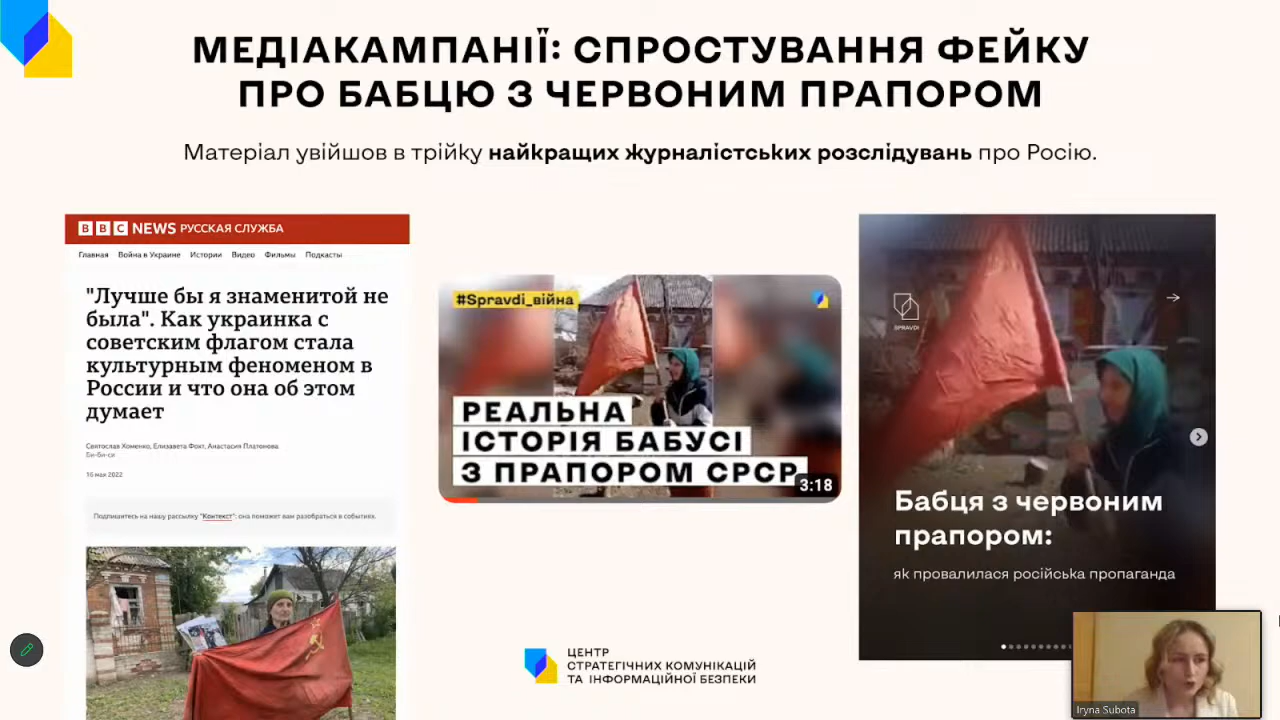 МЕДІАКАМПАНІЇ: СПРОСТУВАННЯ ФЕЙКУ
ПРО БАБЦЮ З ЧЕРВОНИМ ПРАПОРОМ
Матеріал увійшов в трійку найкращих журналістських розслідувань про Росію.
BBC NEWS РУССКАЯ СЛУЖБА
Главная Война в Украине Истории Видео Фильмы Подкасты
"Лучше бы я знаменитой не
была". Как украинка с
советским флагом стала
культурным феноменом в
России и что она об этом
думает
Святослав Хоменко, Елизавета Фохт, Анастасия Платонова
Би-би-си
16 мая 2022
Подпишитесь на нашу рассылку "Контекст": она поможет вам разобраться в событиях.
#Spravdi_війна
РЕАЛЬНА
ІСТОРІЯ БАБУСІ
З ПРАПОРОМ СРСР
3:18
SPRAVDI
Бабця з червоним
прапором:
як провалилася російська пропаганда
ЦЕНТР
СТРАТЕГІЧНИХ КОМУНІКАЦІЙ
ТА ІНФОРМАЦІЙНОЇ БЕЗПЕКИ
Iryna Subota